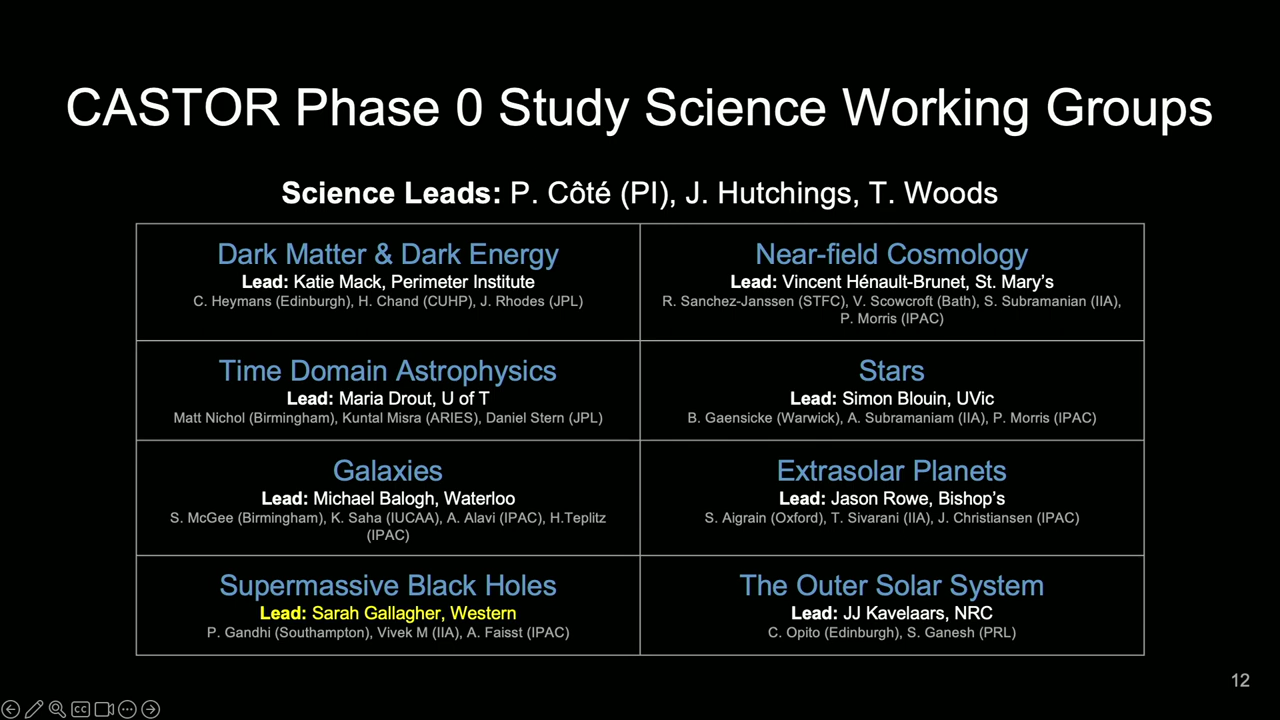 CASTOR Phase 0 Study Science Working Groups
Science Leads: P. Côté (PI), J. Hutchings, T. Woods
Dark Matter & Dark Energy
Lead: Katie Mack, Perimeter Institute
C. Heymans (Edinburgh), H. Chand (CUHP), J. Rhodes (JPL)
Near-field Cosmology
Lead: Vincent Hénault-Brunet, St. Mary's
R. Sanchez-Janssen (STFC), V. Scowcroft (Bath), S. Subramanian (IIA),
P. Morris (IPAC)
Time Domain Astrophysics
Lead: Maria Drout, U of T
Matt Nichol (Birmingham), Kuntal Misra (ARIES), Daniel Stern (JPL)
Stars
Lead: Simon Blouin, UVic
B. Gaensicke (Warwick), A. Subramaniam (IIA), P. Morris (IPAC)
Galaxies
Lead: Michael Balogh, Waterloo
S. McGee (Birmingham), K. Saha (IUCAA), A. Alavi (IPAC), H.Teplitz
(IPAC)
Extrasolar Planets
Lead: Jason Rowe, Bishop's
S. Aigrain (Oxford), T. Sivarani (IIA), J. Christiansen (IPAC)
Supermassive Black Holes
Lead: Sarah Gallagher, Western
P. Gandhi (Southampton), Vivek M (IIA), A. Faisst (IPAC)
The Outer Solar System
Lead: JJ Kavelaars, NRC
C. Opito (Edinburgh), S. Ganesh (PRL)
12
CC